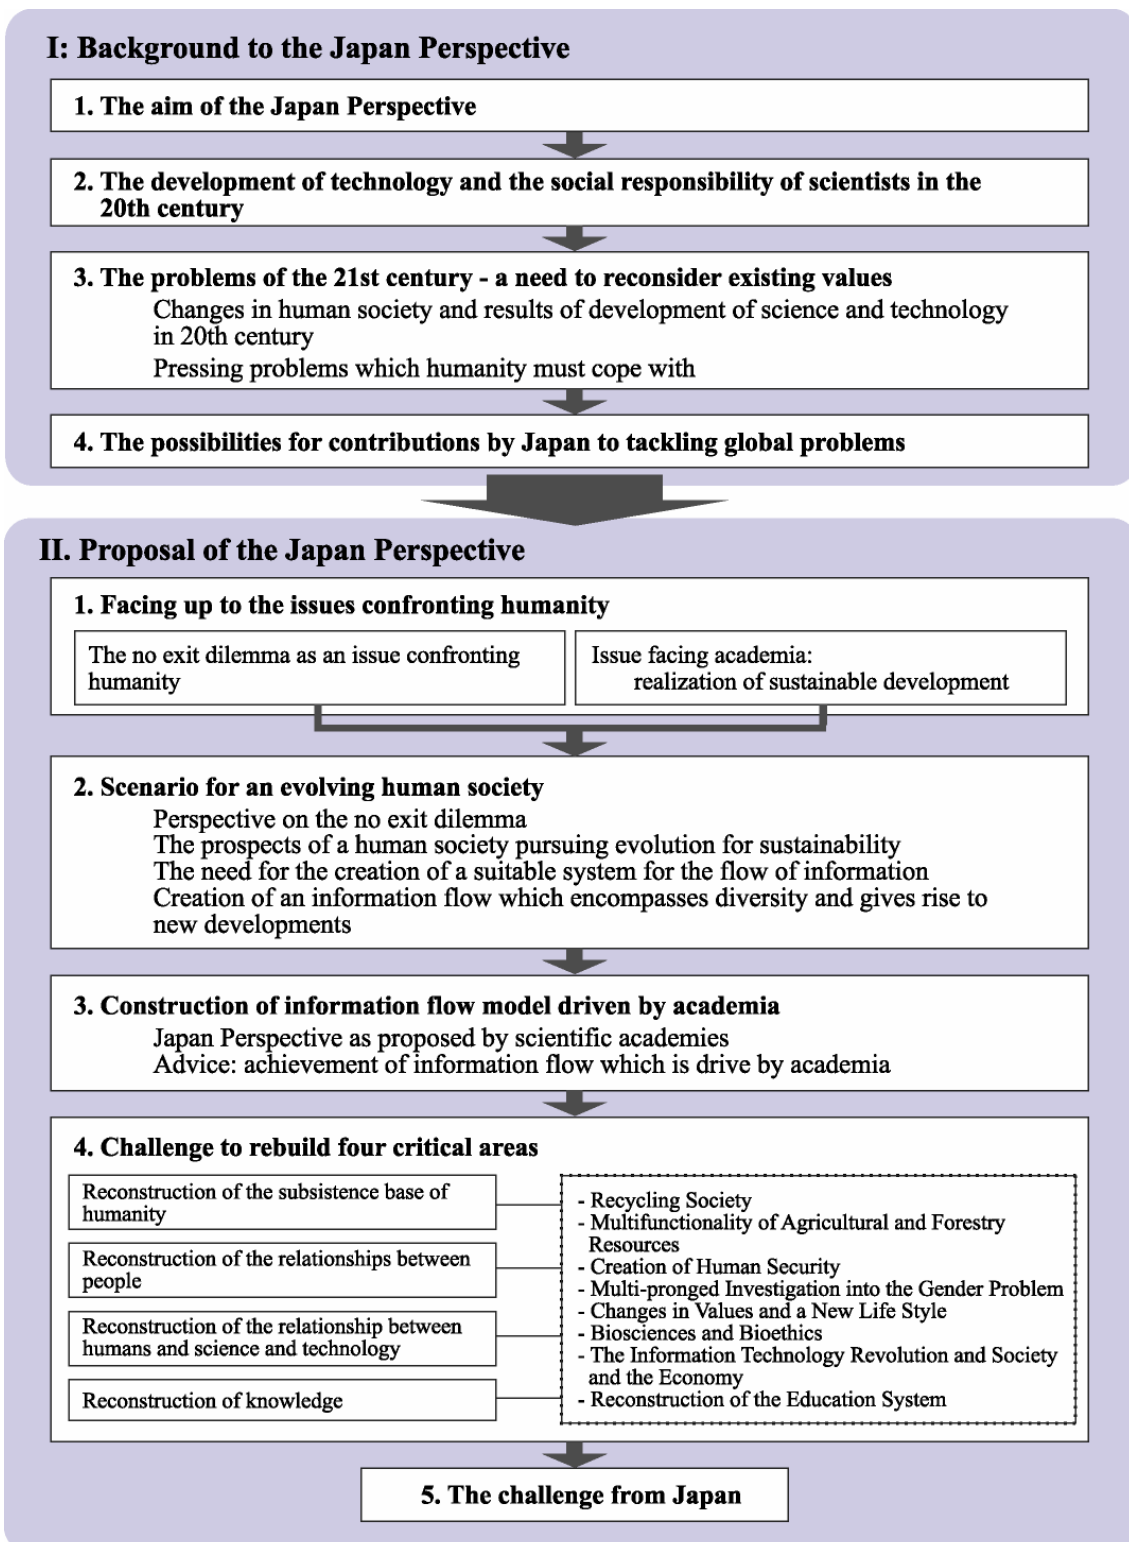 I: Background to the Japan Perspective
1. The aim of the Japan Perspective
2. The development of technology and the social responsibility of scientists in the
20th century
3. The problems of the 21st century - a need to reconsider existing values
Changes in human society and results of development of science and technology
in 20th century
Pressing problems which humanity must cope with
4. The possibilities for contributions by Japan to tackling global problems
II. Proposal of the Japan Perspective
1. Facing up to the issues confronting humanity
The no exit dilemma as an issue confronting
humanity
Issue facing academia:
realization of sustainable development
2. Scenario for an evolving human society
Perspective on the no exit dilemma
The prospects of a human society pursuing evolution for sustainability
The need for the creation of a suitable system for the flow of information
Creation of an information flow which encompasses diversity and gives rise to
new developments
3. Construction of information flow model driven by academia
Japan Perspective as proposed by scientific academies
Advice: achievement of information flow which is drive by academia
4. Challenge to rebuild four critical areas
Reconstruction of the subsistence base of
humanity
Reconstruction of the relationships between
people
Reconstruction of the relationship between
humans and science and technology
Reconstruction of knowledge
- Recycling Society
- Multifunctionality of Agricultural and Forestry
Resources
- Creation of Human Security
- Multi-pronged Investigation into the Gender Problem
- Changes in Values and a New Life Style
- Biosciences and Bioethics
- The Information Technology Revolution and Society
and the Economy
- Reconstruction of the Education System
5. The challenge from Japan